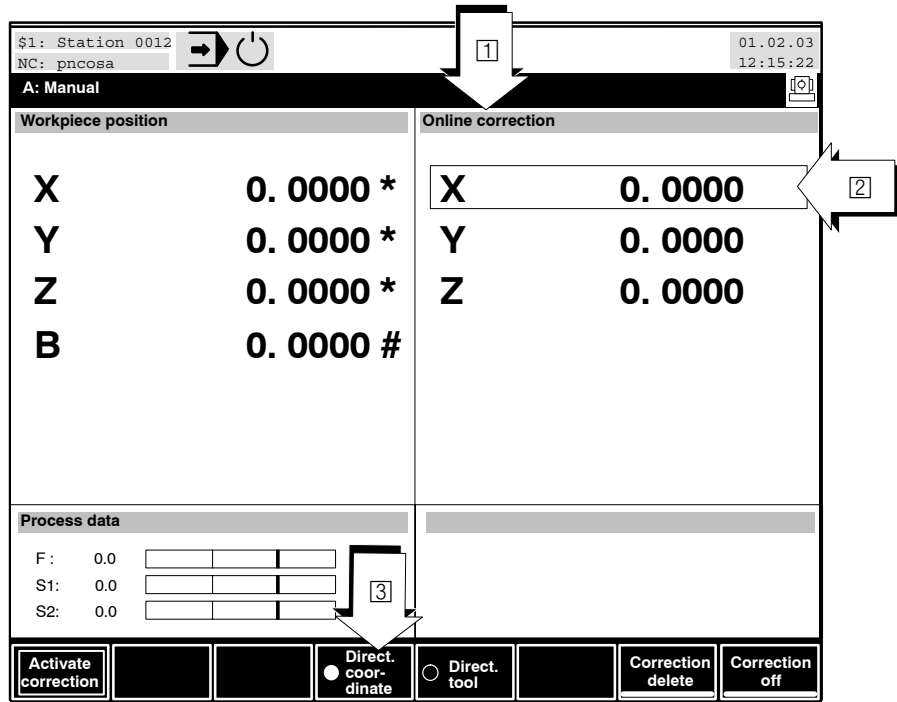 $1: Station 0012
NC: pncosa
01.02.03
12:15:22
A: Manual
Workpiece position
X 0. 0000 *
Y 0. 0000 *
Z 0. 0000 *
B 0. 0000 #
Online correction
X 0. 0000
Y 0. 0000
Z 0. 0000
1
2
Process data
F : 0.0
S1: 0.0
S2: 0.0
3
Activate
correction
Direct.
coor-
dinate
Direct.
tool
Correction
delete
Correction
off